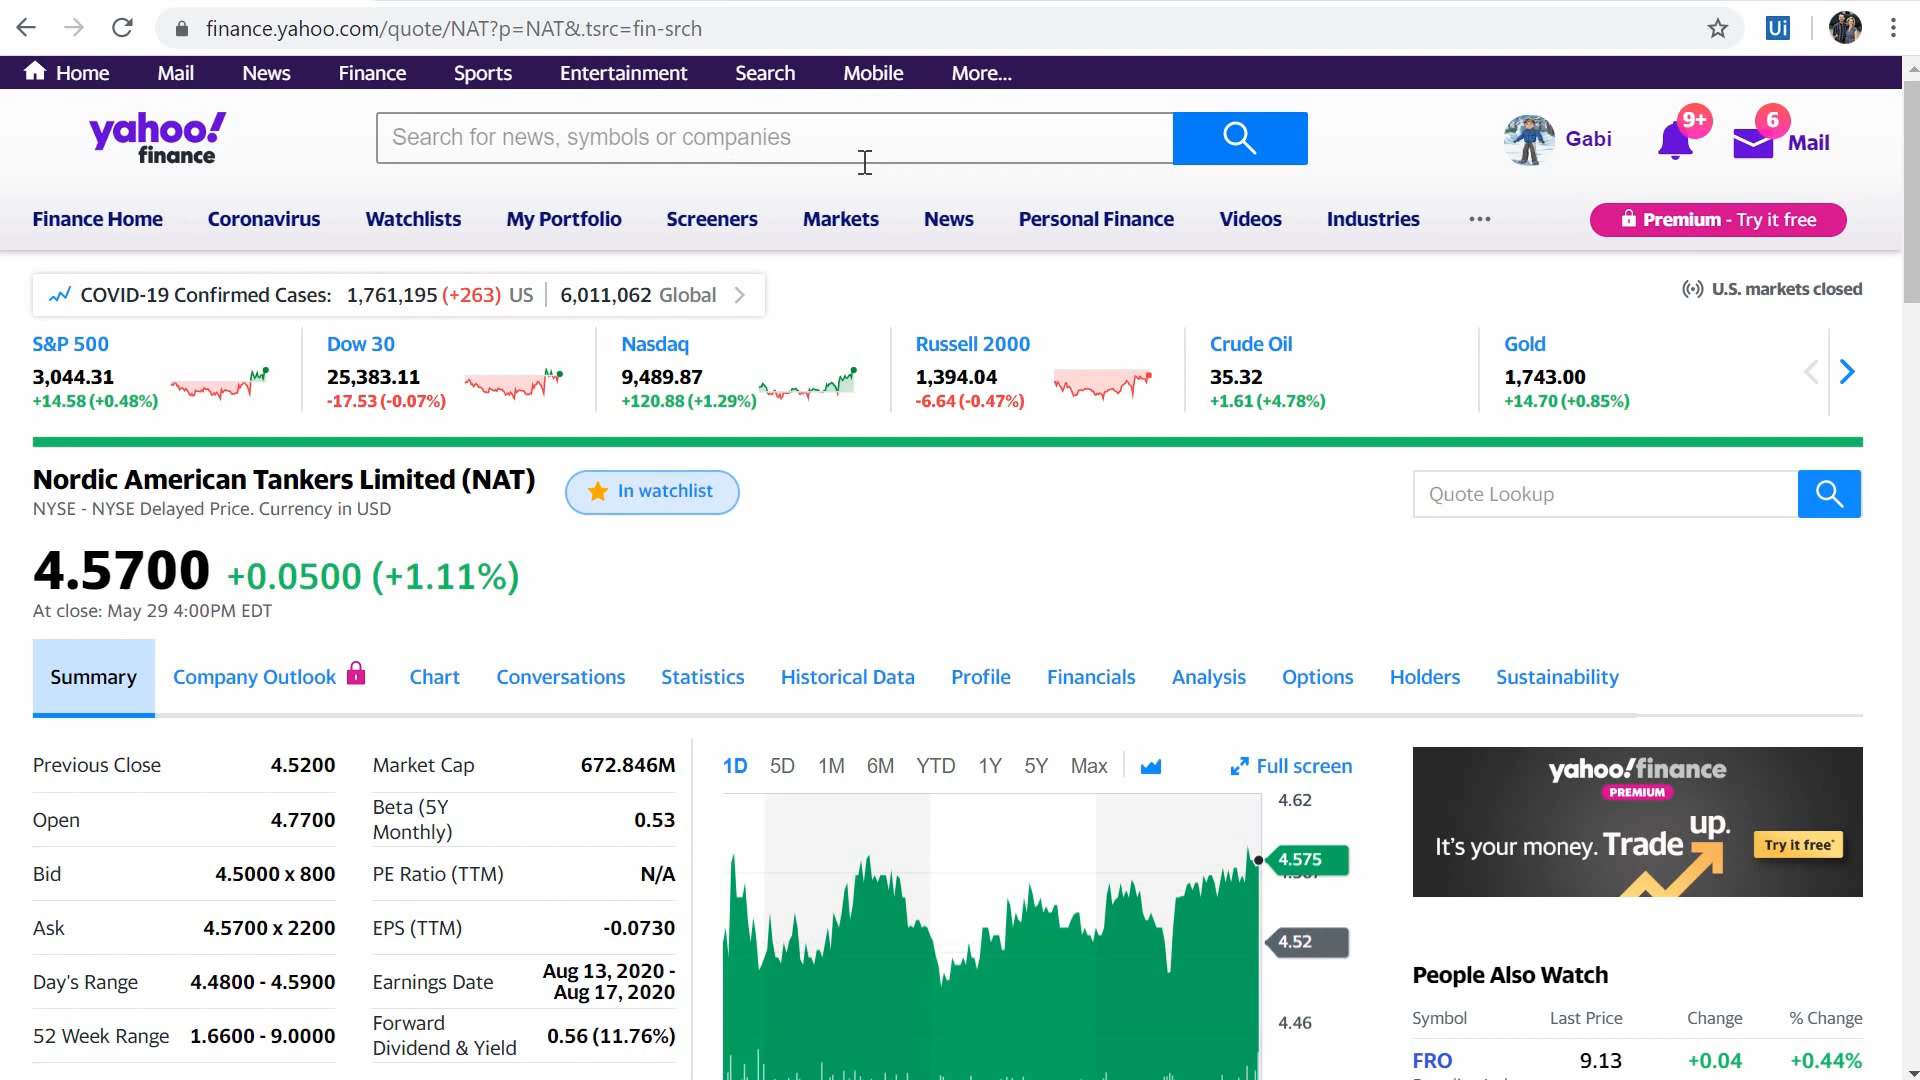 finance.yahoo.com/quote/NAT?p=NAT&.tsrc=fin-srch
Ui
Home Mail News Finance Sports Entertainment Search Mobile More...
yahoo!
finance
Search for news, symbols or companies
Gabi
9+
6
Mail
Finance Home Coronavirus Watchlists My Portfolio Screeners Markets News Personal Finance Videos Industries ••• Premium - Try it free
COVID-19 Confirmed Cases: 1,761,195 (+263) US 6,011,062 Global
U.S. markets closed
S&P 500 Dow 30 Nasdaq Russell 2000 Crude Oil Gold
3,044.31 25,383.11 9,489.87 1,394.04 35.32 1,743.00
+14.58 (+0.48%) -17.53 (-0.07%) +120.88 (+1.29%) -6.64 (-0.47%) +1.61 (+4.78%) +14.70 (+0.85%)
Nordic American Tankers Limited (NAT)
In watchlist
NYSE - NYSE Delayed Price. Currency in USD
Quote Lookup
4.5700 +0.0500 (+1.11%)
At close: May 29 4:00PM EDT
Summary Company Outlook Chart Conversations Statistics Historical Data Profile Financials Analysis Options Holders Sustainability
Previous Close 4.5200
Open 4.7700
Bid 4.5000 x 800
Ask 4.5700 x 2200
Day's Range 4.4800 - 4.5900
52 Week Range 1.6600 - 9.0000
Market Cap 672.846M
Beta (5Y
Monthly) 0.53
PE Ratio (TTM) N/A
EPS (TTM) -0.0730
Earnings Date Aug 13, 2020 -
Aug 17, 2020
Forward
Dividend & Yield 0.56 (11.76%)
1D 5D 1M 6M YTD 1Y 5Y Max Full screen
4.62
4.575
4.52
4.46
yahoo!finance
PREMIUM
It's your money. Trade up.
Try it free*
People Also Watch
Symbol Last Price Change % Change
FRO 9.13 +0.04 +0.44%